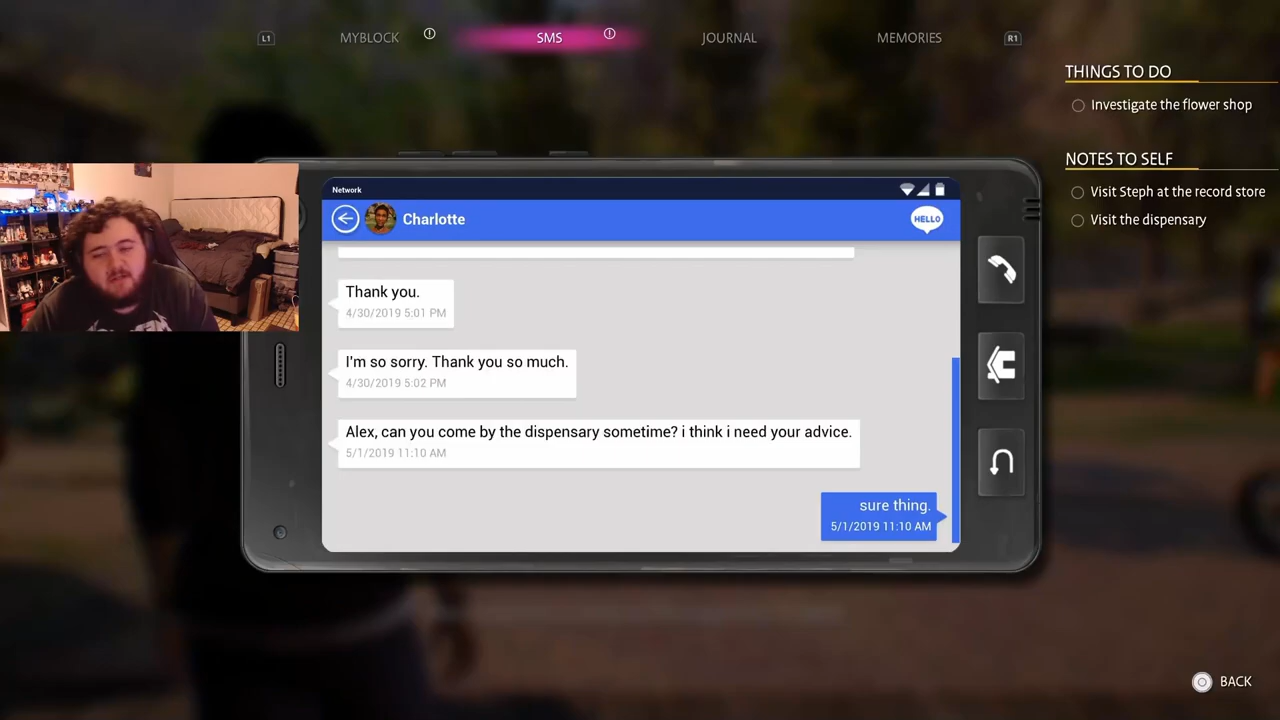 L1
MYBLOCK
SMS
JOURNAL
MEMORIES
R1
THINGS TO DO
Investigate the flower shop
NOTES TO SELF
Visit Steph at the record store
Visit the dispensary
Network
Charlotte
HELLO
Thank you.
4/30/2019 5:01 PM
I'm so sorry. Thank you so much.
4/30/2019 5:02 PM
Alex, can you come by the dispensary sometime? i think i need your advice.
5/1/2019 11:10 AM
sure thing.
5/1/2019 11:10 AM
BACK